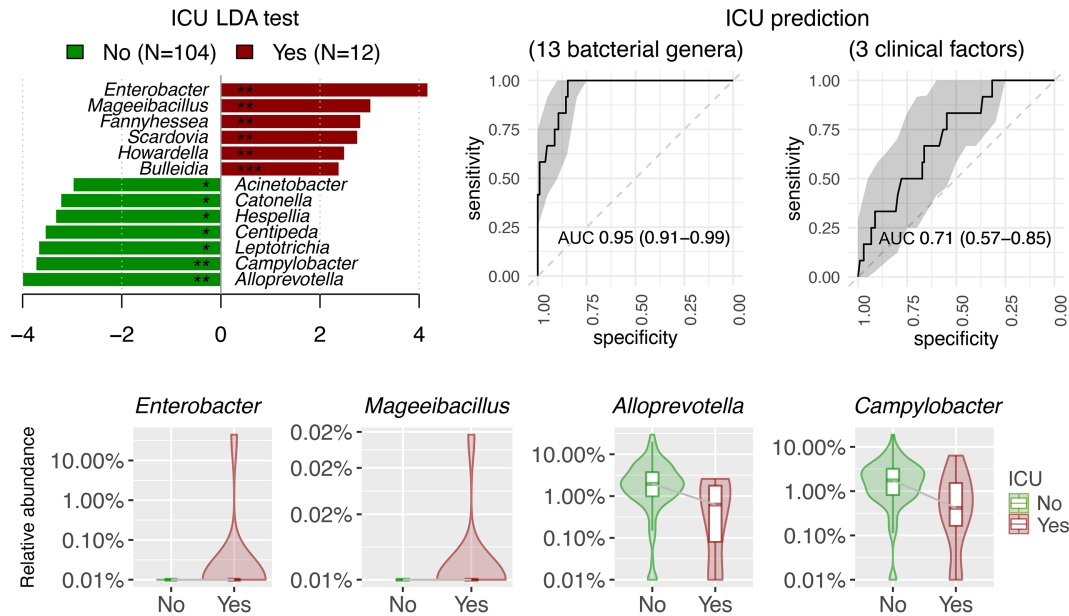 ICU LDA test
No (N=104) Yes (N=12)
Enterobacter **
Mageeibacillus **
Fannyhessea **
Scardovia **
Howardella **
Bulleidia ***
* Acinetobacter
* Catonella
* Hespellia
* Centipeda
* Leptotrichia
** Campylobacter
** Alloprevotella
−4 −2 0 2 4
ICU prediction
(13 batcterial genera)
sensitivity
1.00
0.75
0.50
0.25
0.00
AUC 0.95 (0.91−0.99)
1.00 0.75 0.50 0.25 0.00
specificity
(3 clinical factors)
sensitivity
1.00
0.75
0.50
0.25
0.00
AUC 0.71 (0.57−0.85)
1.00 0.75 0.50 0.25 0.00
specificity
Relative abundance
Enterobacter
10.00%
1.00%
0.10%
0.01%
No Yes
Mageeibacillus
0.02%
0.02%
0.02%
0.01%
No Yes
Alloprevotella
10.00%
1.00%
0.10%
0.01%
No Yes
Campylobacter
10.00%
1.00%
0.10%
0.01%
No Yes
ICU
No
Yes